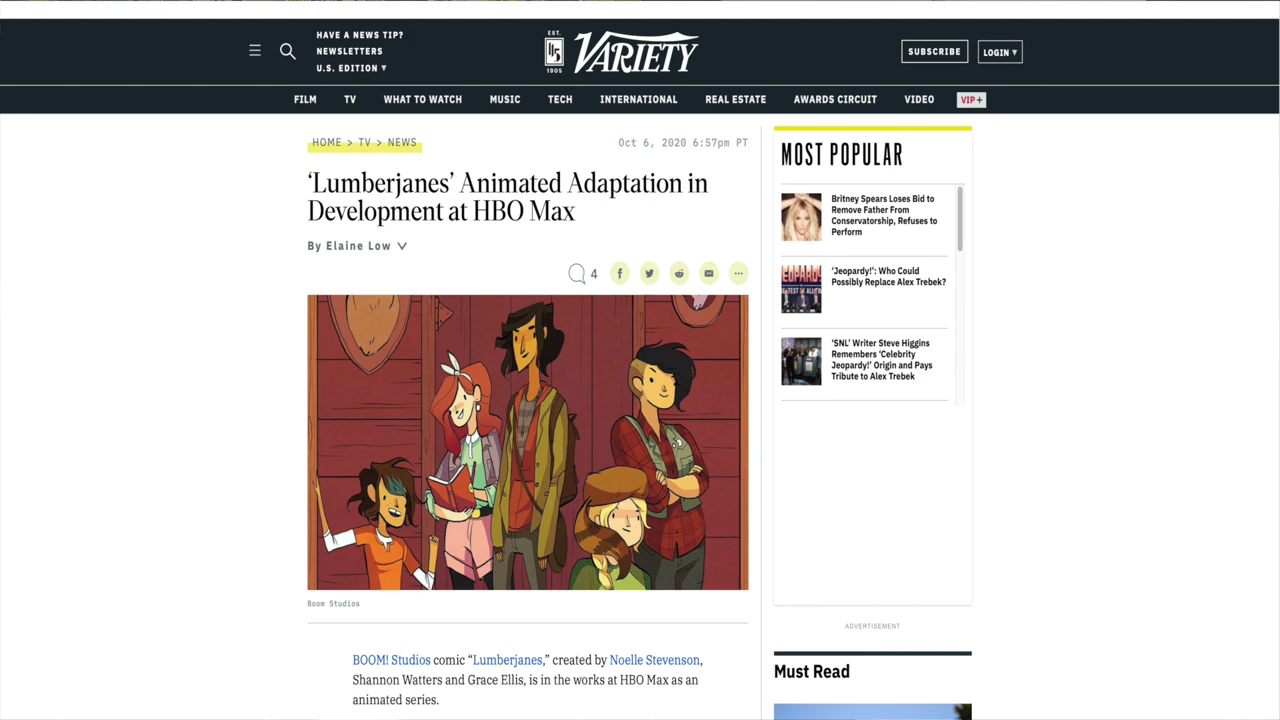 HAVE A NEWS TIP?
NEWSLETTERS
U.S. EDITION ▾
EST.
1905
VARIETY
SUBSCRIBE
LOGIN ▾
FILM
TV
WHAT TO WATCH
MUSIC
TECH
INTERNATIONAL
REAL ESTATE
AWARDS CIRCUIT
VIDEO
VIP+
HOME > TV > NEWS
Oct 6, 2020 6:57pm PT
‘Lumberjanes’ Animated Adaptation in
Development at HBO Max
By Elaine Low
4
Boom Studios
BOOM! Studios comic “Lumberjanes,” created by Noelle Stevenson,
Shannon Watters and Grace Ellis, is in the works at HBO Max as an
animated series.
MOST POPULAR
Britney Spears Loses Bid to
Remove Father From
Conservatorship, Refuses to
Perform
‘Jeopardy!’: Who Could
Possibly Replace Alex Trebek?
‘SNL’ Writer Steve Higgins
Remembers ‘Celebrity
Jeopardy!’ Origin and Pays
Tribute to Alex Trebek
ADVERTISEMENT
Must Read